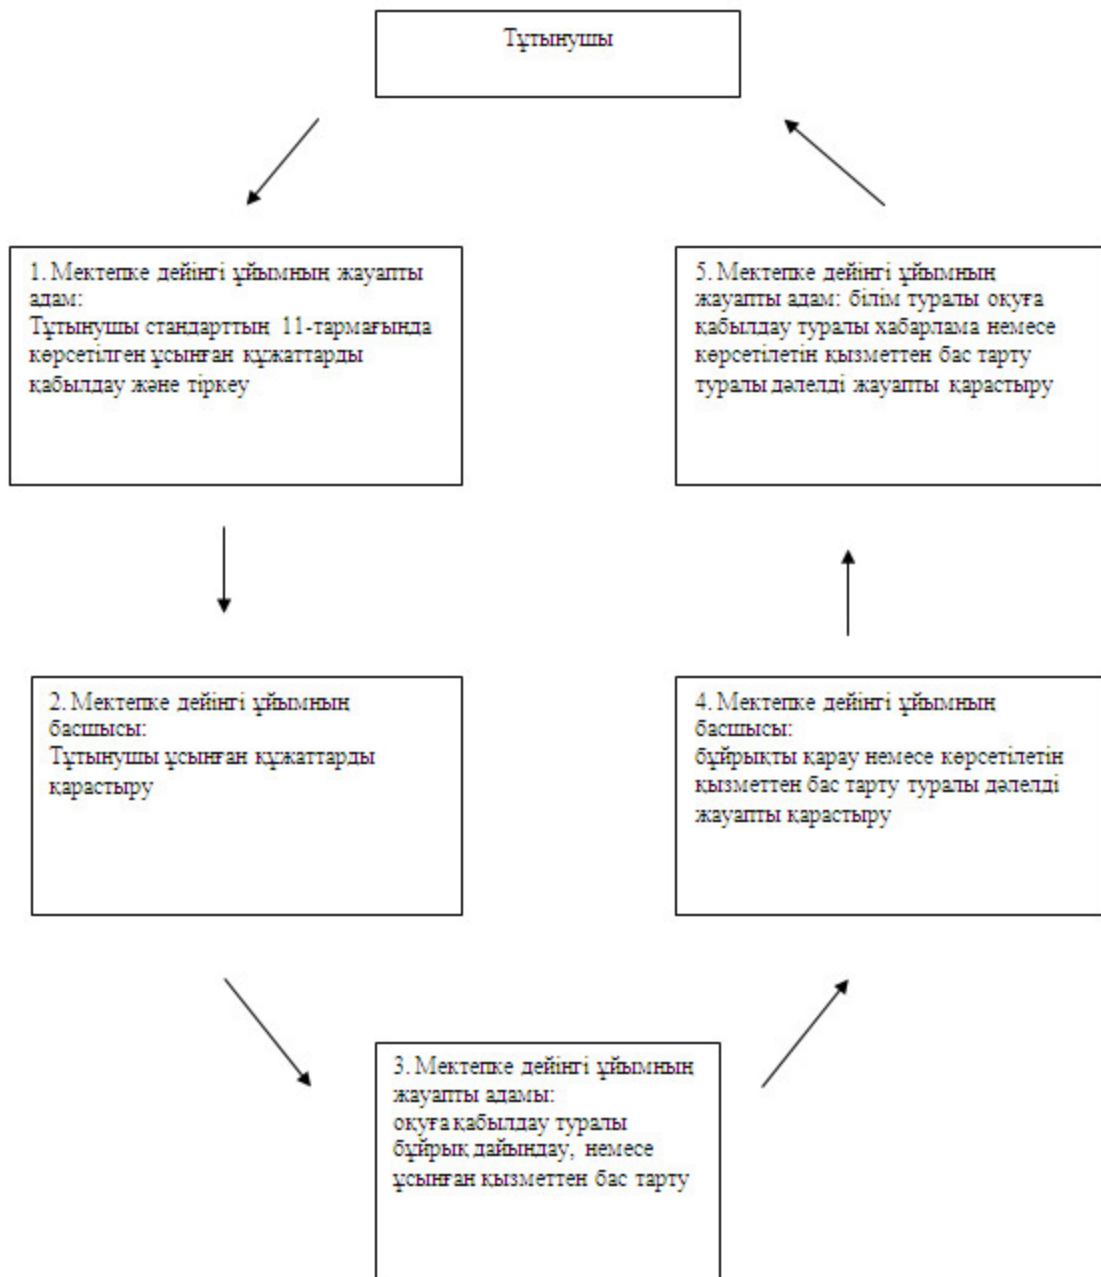 Тұтынушы
1. Мектепке дейінгі ұйымның жауапты
адам:
Тұтынушы стандарттың 11-тармағында
көрсетілген ұсынған құжаттарды
қабылдау және тіркеу
5. Мектепке дейінгі ұйымның
жауапты адам: білім туралы оқуға
қабылдау туралы хабарлама немесе
көрсетілетін қызметтен бас тарту
туралы дәлелді жауапты қарастыру
2. Мектепке дейінгі ұйымның
басшысы:
Тұтынушы ұсынған құжаттарды
қарастыру
4. Мектепке дейінгі ұйымның
басшысы:
бұйрықты қарау немесе көрсетілетін
қызметтен бас тарту туралы дәлелді
жауапты қарастыру
3. Мектепке дейінгі ұйымның
жауапты адамы:
оқуға қабылдау туралы
бұйрық дайындау, немесе
ұсынған қызметтен бас тарту